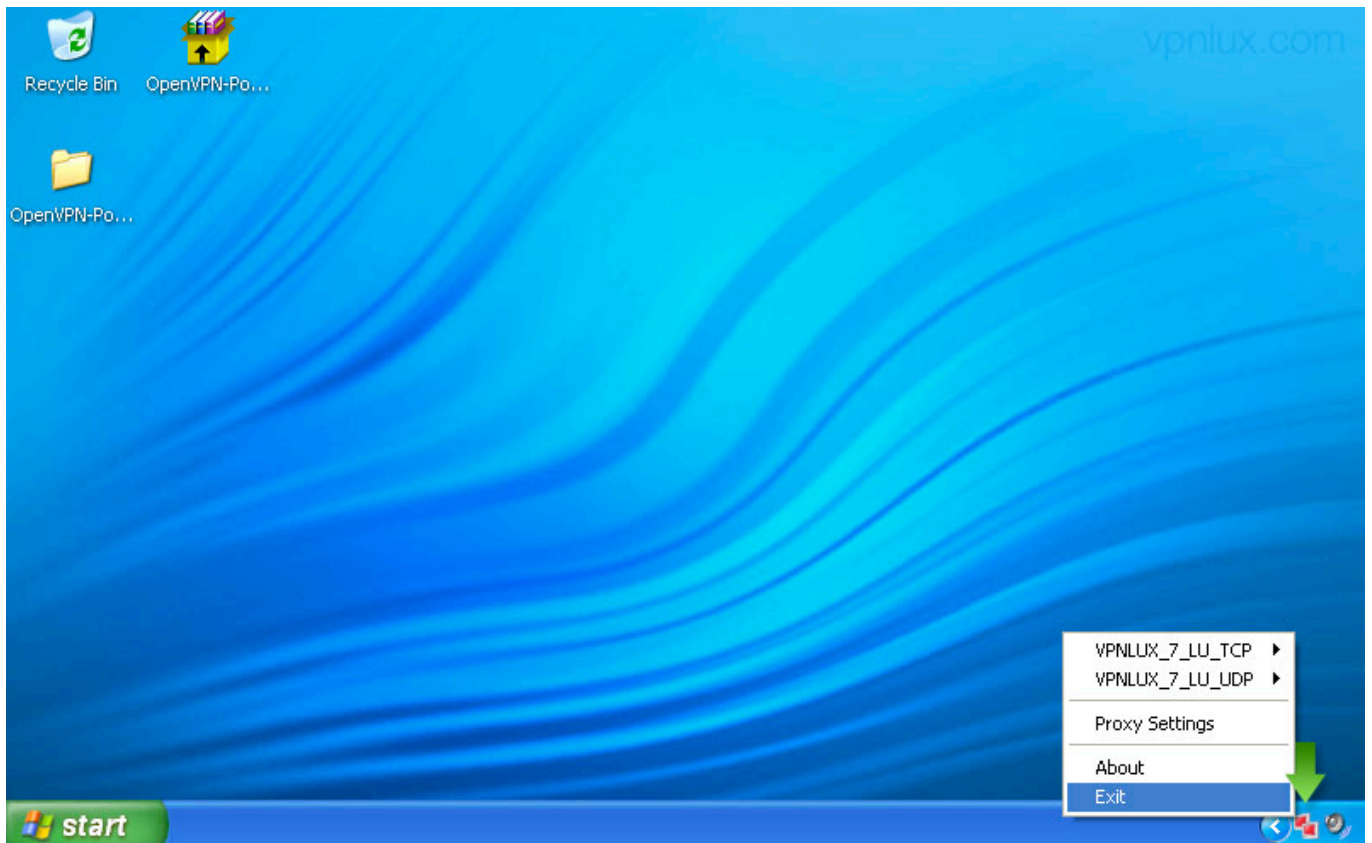 vpnlux.com
Recycle Bin
OpenVPN-Po...
OpenVPN-Po...
VPNLUX_7_LU_TCP
VPNLUX_7_LU_UDP
Proxy Settings
About
Exit
start